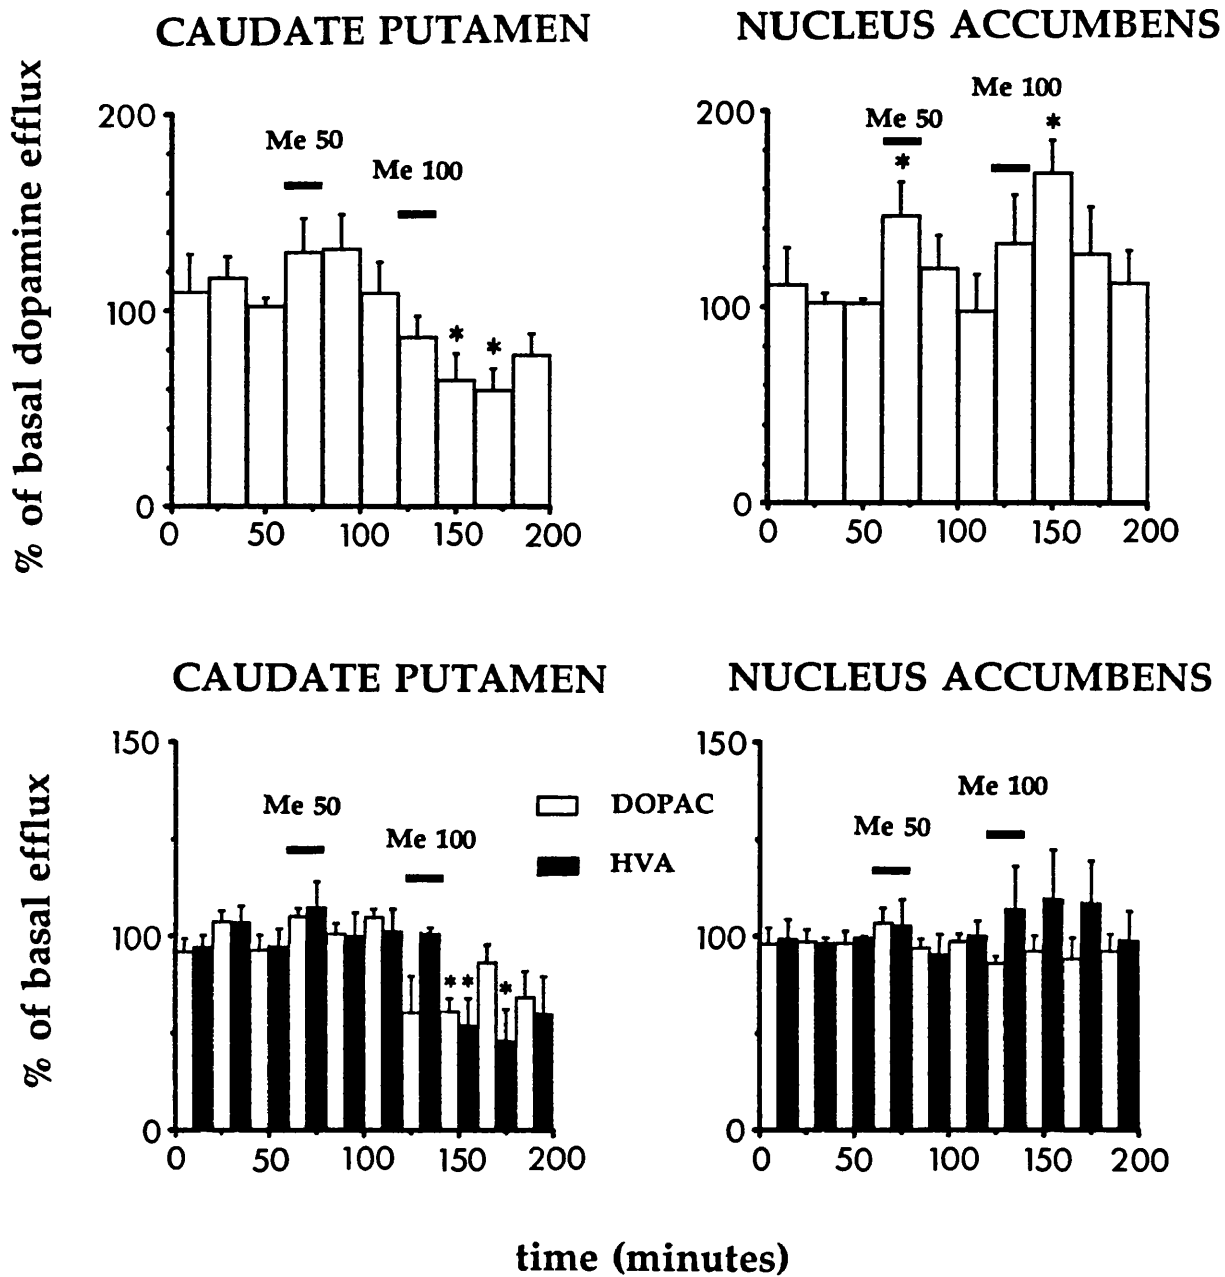 CAUDATE PUTAMEN
NUCLEUS ACCUMBENS
% of basal dopamine efflux
200
100
0
Me 50
Me 100
*
*
0 50 100 150 200
200
100
0
Me 50
Me 100
*
*
0 50 100 150 200
CAUDATE PUTAMEN
NUCLEUS ACCUMBENS
% of basal efflux
150
100
0
Me 50
Me 100
* * *
0 50 100 150 200
DOPAC
HVA
150
100
0
Me 50
Me 100
0 50 100 150 200
time (minutes)